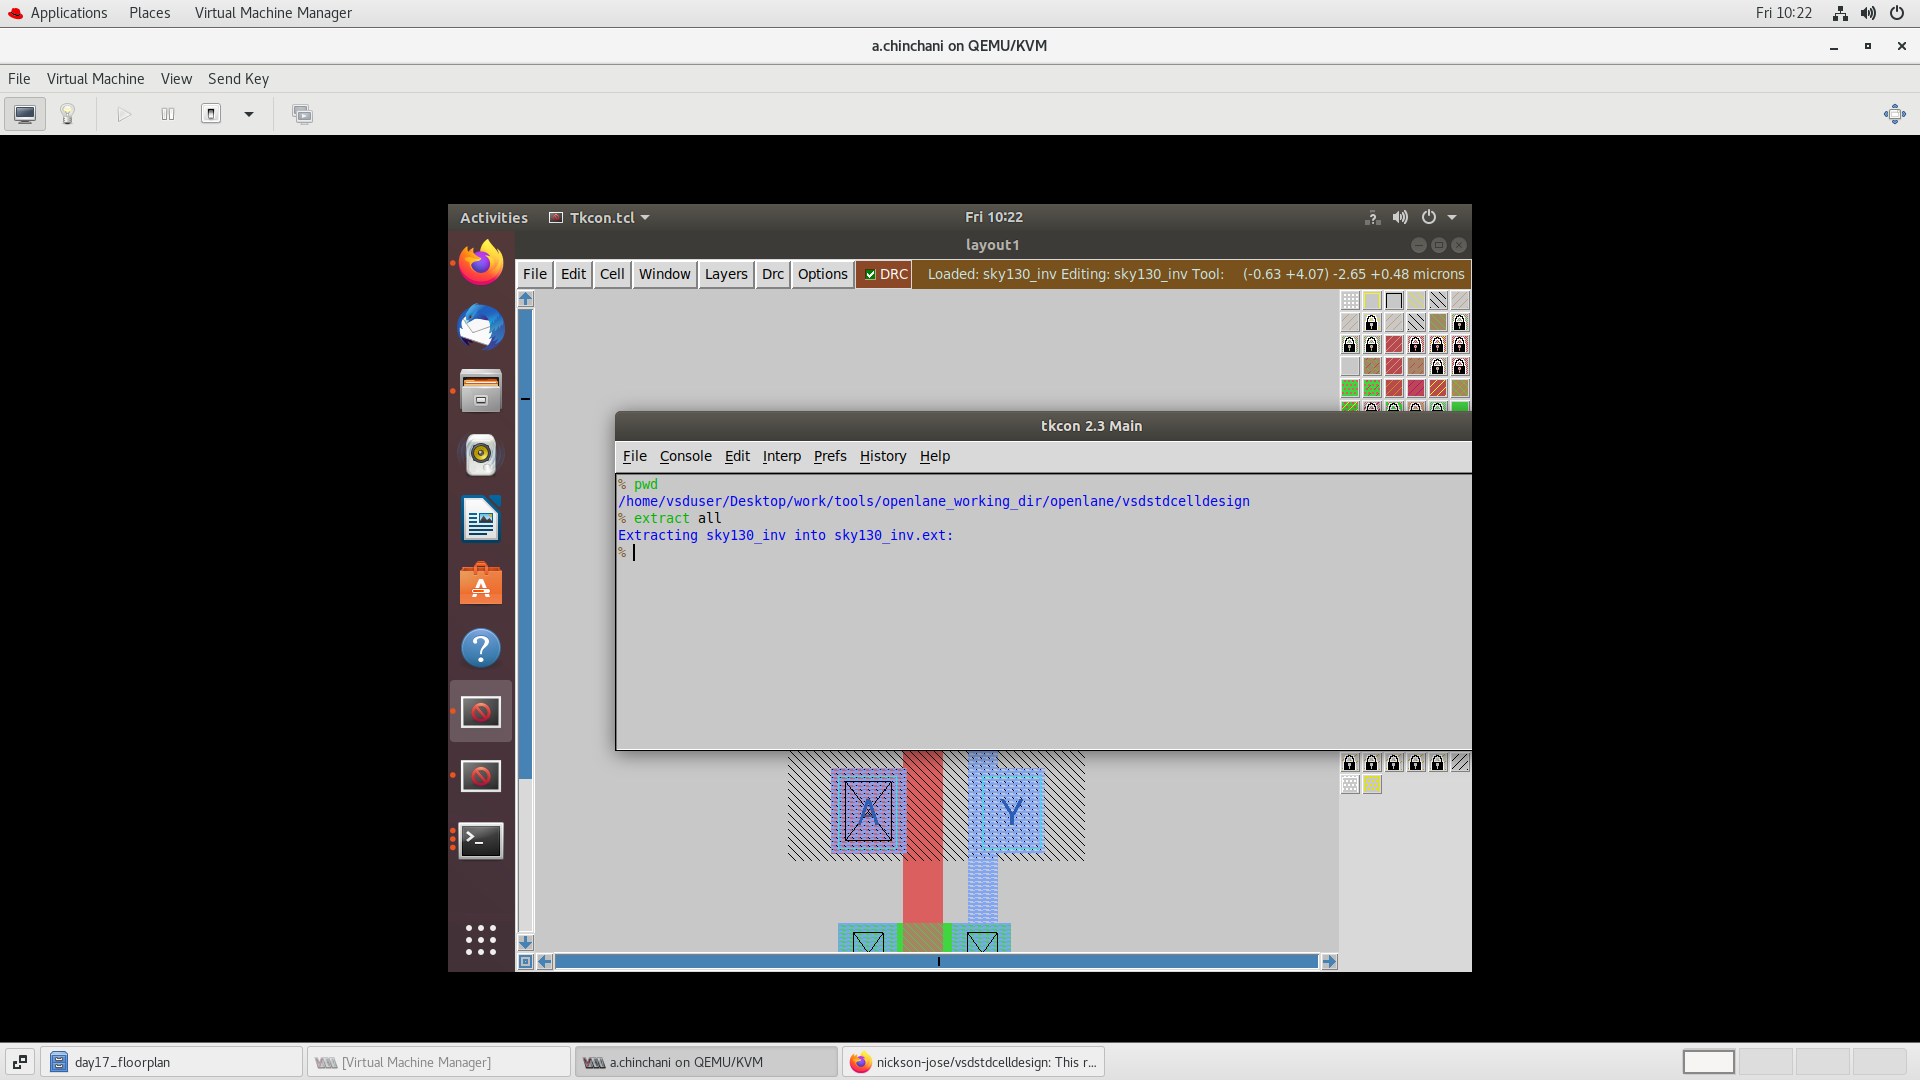 Applications Places Virtual Machine Manager Fri 10:22
a.chinchani on QEMU/KVM
File Virtual Machine View Send Key
Activities Tkcon.tcl Fri 10:22
layout1
File Edit Cell Window Layers Drc Options DRC Loaded: sky130_inv Editing: sky130_inv Tool: (-0.63 +4.07) -2.65 +0.48 microns
tkcon 2.3 Main
File Console Edit Interp Prefs History Help
% pwd
/home/vsduser/Desktop/work/tools/openlane_working_dir/openlane/vsdstdcelldesign
% extract all
Extracting sky130_inv into sky130_inv.ext:
%
A Y
day17_floorplan [Virtual Machine Manager] a.chinchani on QEMU/KVM nickson-jose/vsdstdcelldesign: This r...